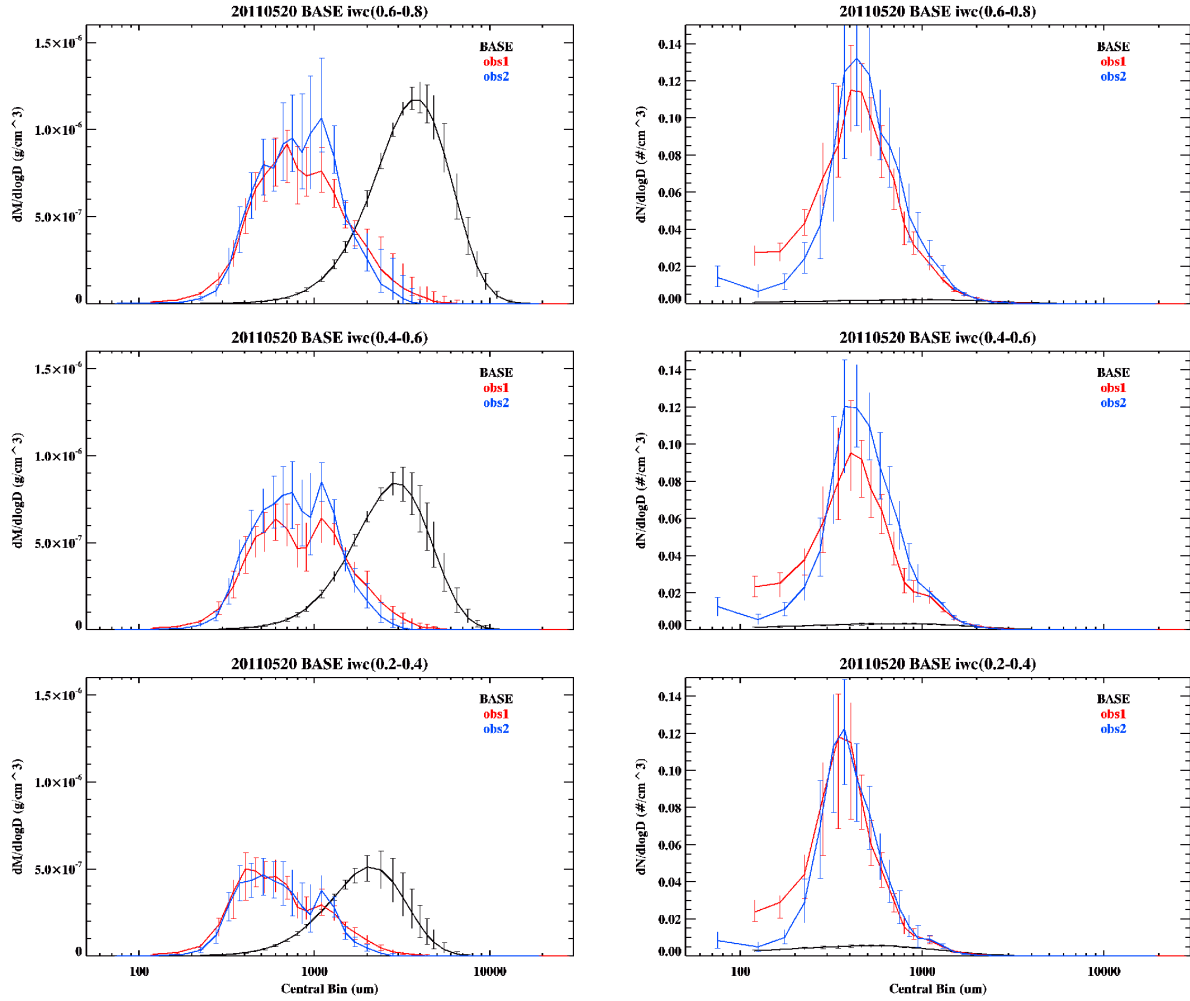 20110520 BASE iwc(0.6-0.8)
1.5×10^-6
1.0×10^-6
5.0×10^-7
0
dM/dlogD (g/cm^3)
BASE
obs1
obs2
20110520 BASE iwc(0.6-0.8)
0.14
0.12
0.10
0.08
0.06
0.04
0.02
0.00
dN/dlogD (#/cm^3)
BASE
obs1
obs2
100
1000
10000
20110520 BASE iwc(0.4-0.6)
1.5×10^-6
1.0×10^-6
5.0×10^-7
0
dM/dlogD (g/cm^3)
BASE
obs1
obs2
20110520 BASE iwc(0.4-0.6)
0.14
0.12
0.10
0.08
0.06
0.04
0.02
0.00
dN/dlogD (#/cm^3)
BASE
obs1
obs2
20110520 BASE iwc(0.2-0.4)
1.5×10^-6
1.0×10^-6
5.0×10^-7
0
dM/dlogD (g/cm^3)
BASE
obs1
obs2
100
1000
10000
Central Bin (um)
20110520 BASE iwc(0.2-0.4)
0.14
0.12
0.10
0.08
0.06
0.04
0.02
0.00
dN/dlogD (#/cm^3)
BASE
obs1
obs2
100
1000
10000
Central Bin (um)